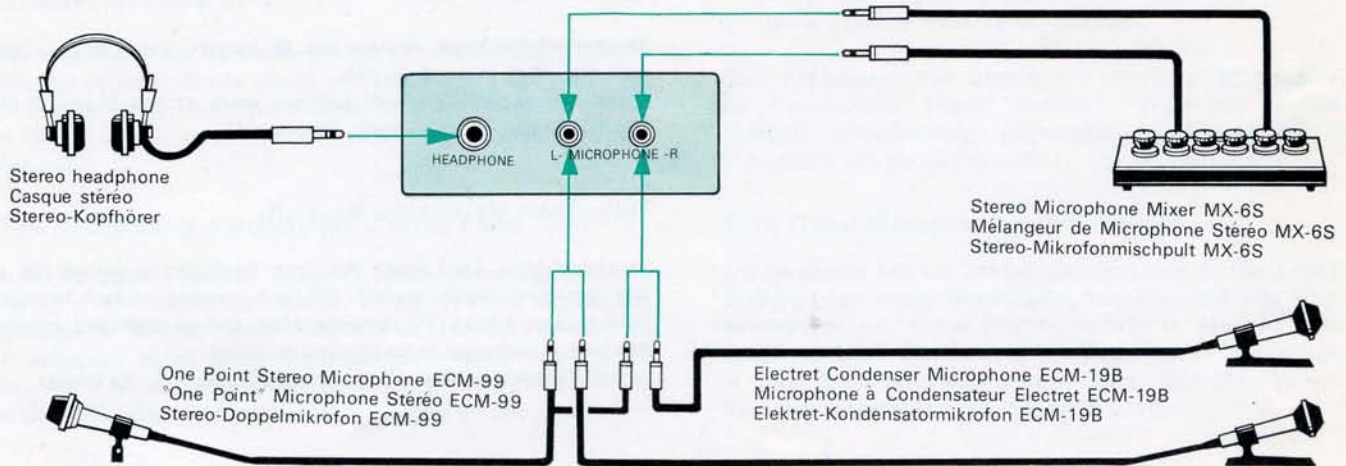 Stereo headphone
Casque stéréo
Stereo-Kopfhörer
HEADPHONE
L- MICROPHONE -R
Stereo Microphone Mixer MX-6S
Mélangeur de Microphone Stéréo MX-6S
Stereo-Mikrofonmischpult MX-6S
One Point Stereo Microphone ECM-99
"One Point" Microphone Stéréo ECM-99
Stereo-Doppelmikrofon ECM-99
Electret Condenser Microphone ECM-19B
Microphone à Condensateur Electret ECM-19B
Elektret-Kondensatormikrofon ECM-19B